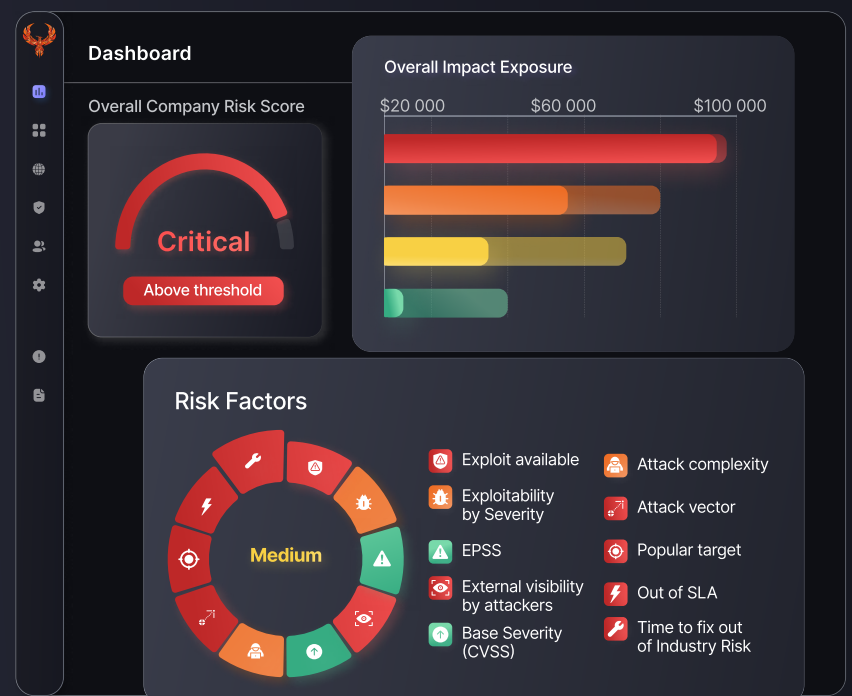 Dashboard
Overall Company Risk Score
Critical
Above threshold
Overall Impact Exposure
$20 000 $60 000 $100 000
Risk Factors
Medium
Exploit available
Exploitability
by Severity
EPSS
External visibility
by attackers
Base Severity
(CVSS)
Attack complexity
Attack vector
Popular target
Out of SLA
Time to fix out
of Industry Risk